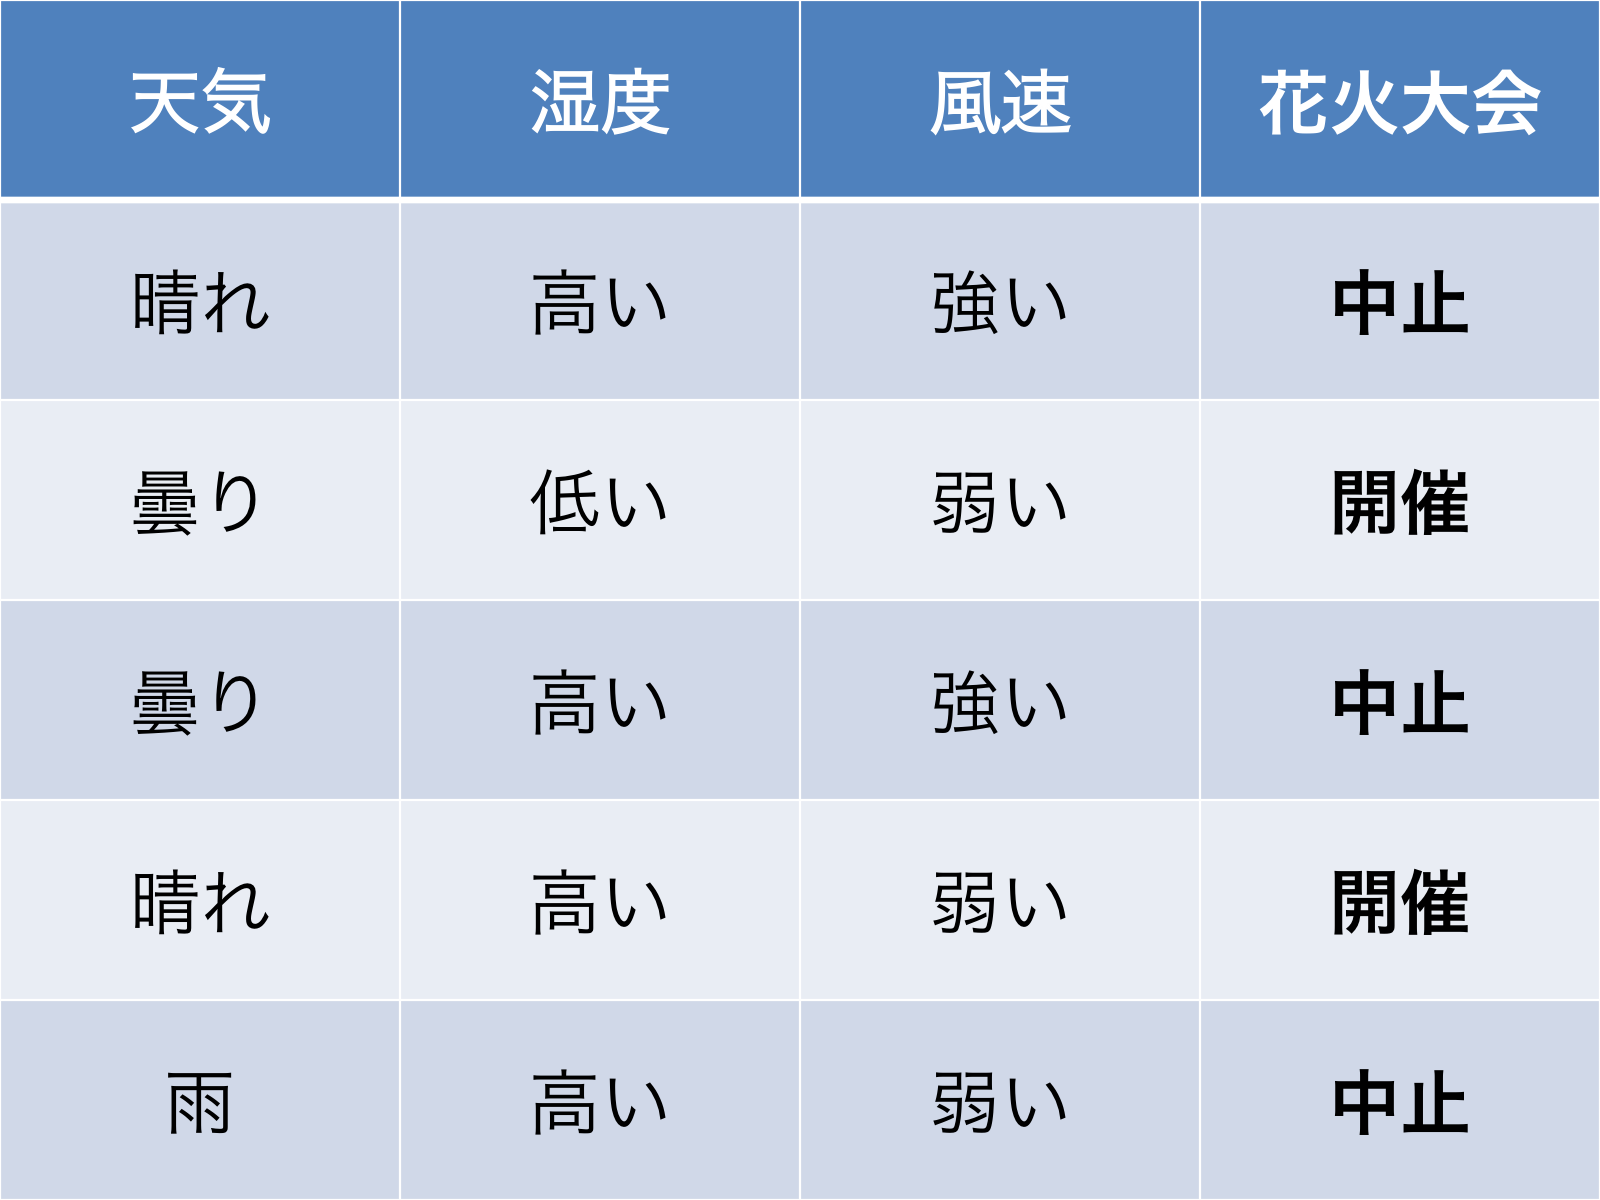 天気 湿度 風速 花火大会
晴れ 高い 強い 中止
曇り 低い 弱い 開催
曇り 高い 強い 中止
晴れ 高い 弱い 開催
雨 高い 弱い 中止